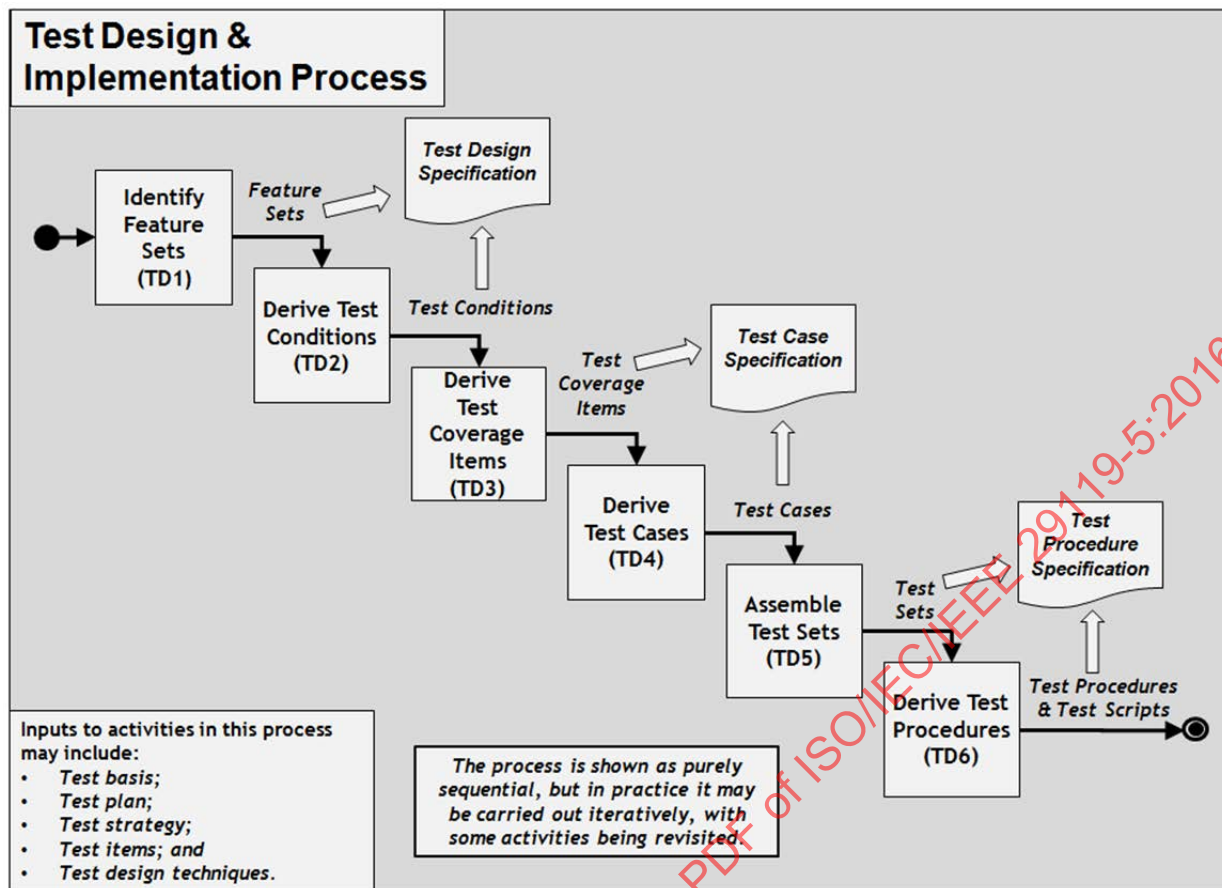 Test Design &
Implementation Process
Identify
Feature
Sets
(TD1)
Feature
Sets
Test Design
Specification
Derive Test
Conditions
(TD2)
Test Conditions
Derive
Test
Coverage
Items
(TD3)
Test
Coverage
Items
Test Case
Specification
Derive
Test Cases
(TD4)
Test Cases
Assemble
Test Sets
(TD5)
Test
Sets
Test
Procedure
Specification
Derive Test
Procedures
(TD6)
Test Procedures
& Test Scripts
Inputs to activities in this process
may include:
• Test basis;
• Test plan;
• Test strategy;
• Test items; and
• Test design techniques.
The process is shown as purely
sequential, but in practice it may
be carried out iteratively, with
some activities being revisited.
PDF of ISO/IEC/IEEE 29119-5:2016